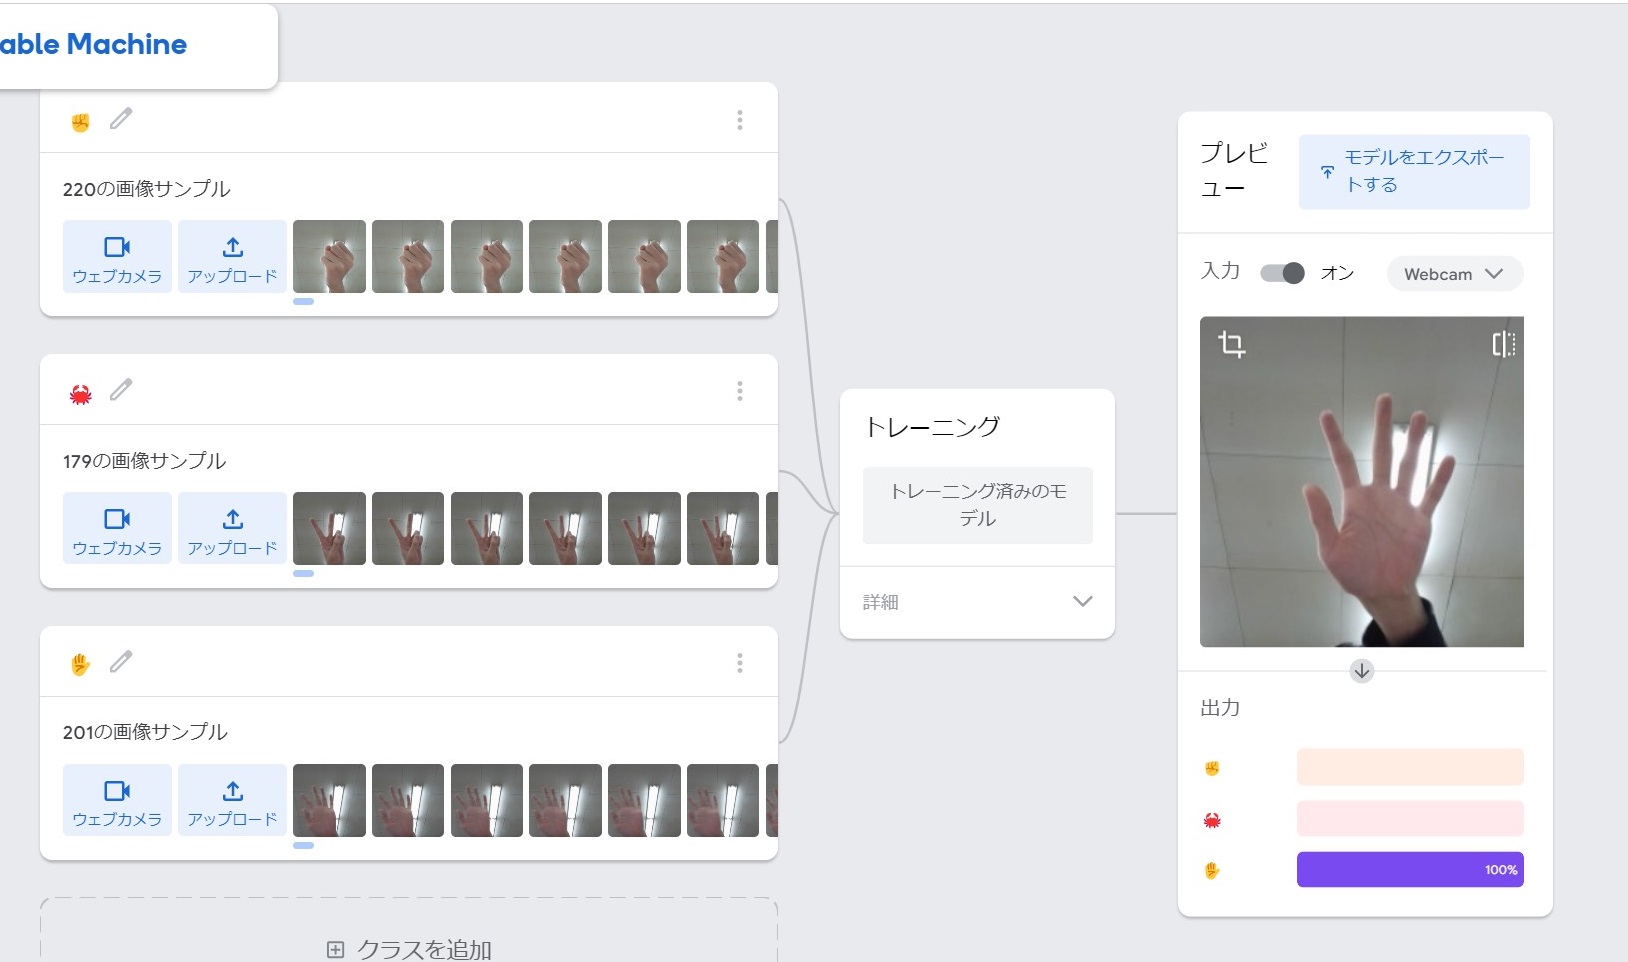 able Machine
220の画像サンプル
ウェブカメラ
アップロード
179の画像サンプル
ウェブカメラ
アップロード
201の画像サンプル
ウェブカメラ
アップロード
クラスを追加
トレーニング
トレーニング済みのモ
デル
詳細
プレビ
ュー
モデルをエクスポー
トする
入力
オン
Webcam
出力
100%